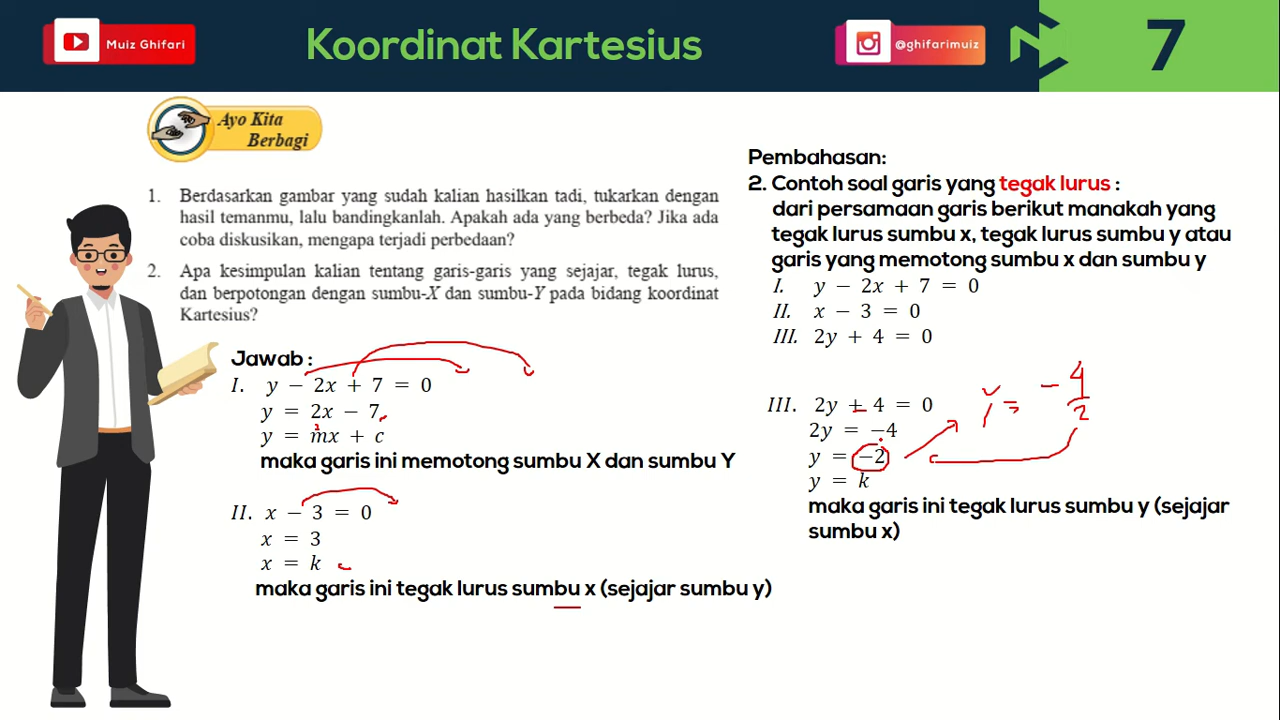 Muiz Ghifari
Koordinat Kartesius
@ghifarimuiz
7
Ayo Kita
Berbagi
1. Berdasarkan gambar yang sudah kalian hasilkan tadi, tukarkan dengan
hasil temanmu, lalu bandingkanlah. Apakah ada yang berbeda? Jika ada
coba diskusikan, mengapa terjadi perbedaan?
2. Apa kesimpulan kalian tentang garis-garis yang sejajar, tegak lurus,
dan berpotongan dengan sumbu-X dan sumbu-Y pada bidang koordinat
Kartesius?
Jawab :
I. y − 2x + 7 = 0
y = 2x − 7
y = mx + c
maka garis ini memotong sumbu X dan sumbu Y
II. x − 3 = 0
x = 3
x = k
maka garis ini tegak lurus sumbu x (sejajar sumbu y)
Pembahasan:
2. Contoh soal garis yang tegak lurus :
dari persamaan garis berikut manakah yang
tegak lurus sumbu x, tegak lurus sumbu y atau
garis yang memotong sumbu x dan sumbu y
I. y − 2x + 7 = 0
II. x − 3 = 0
III. 2y + 4 = 0
III. 2y + 4 = 0
2y = −4
y = −2
y = k
maka garis ini tegak lurus sumbu y (sejajar
sumbu x)
y = − 4
2